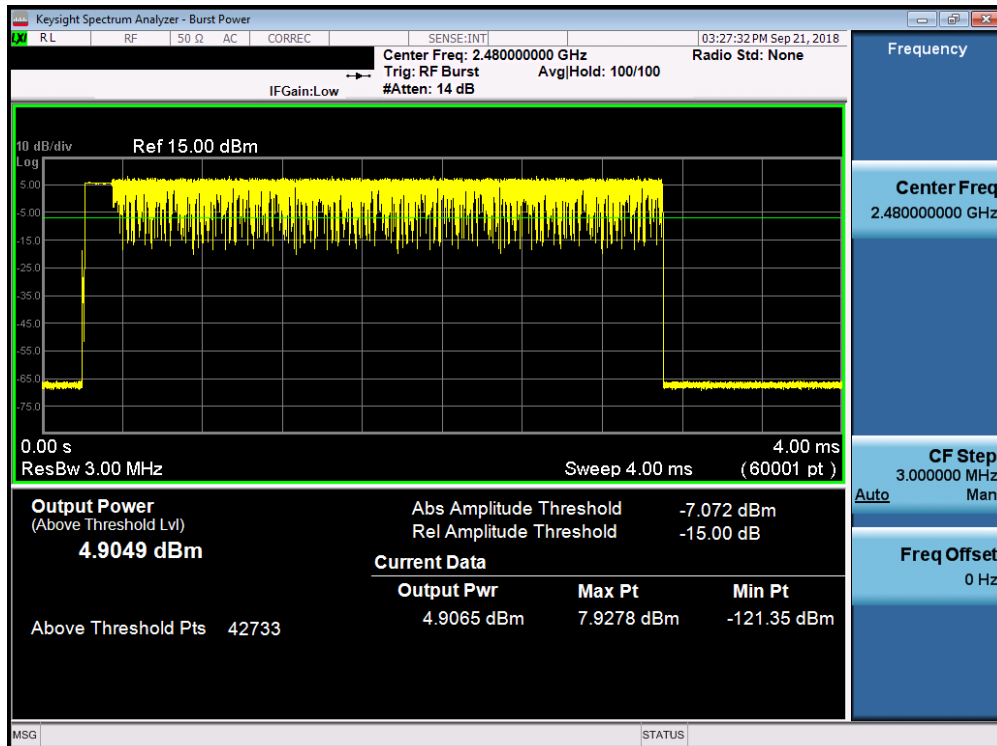 Keysight Spectrum Analyzer - Burst Power
LXI RL RF 50 Ω AC CORREC SENSE:INT 03:27:32 PM Sep 21, 2018
Center Freq: 2.480000000 GHz Radio Std: None
Trig: RF Burst Avg|Hold: 100/100
IFGain:Low #Atten: 14 dB
Frequency
10 dB/div Ref 15.00 dBm
Log
5.00
-5.00
-15.0
-25.0
-35.0
-45.0
-55.0
-65.0
-75.0
0.00 s 4.00 ms
ResBw 3.00 MHz Sweep 4.00 ms (60001 pt)
Center Freq
2.480000000 GHz
CF Step
3.000000 MHz
Auto Man
Freq Offset
0 Hz
Output Power
(Above Threshold Lvl)
4.9049 dBm
Above Threshold Pts 42733
Abs Amplitude Threshold -7.072 dBm
Rel Amplitude Threshold -15.00 dB
Current Data
Output Pwr Max Pt Min Pt
4.9065 dBm 7.9278 dBm -121.35 dBm
MSG STATUS